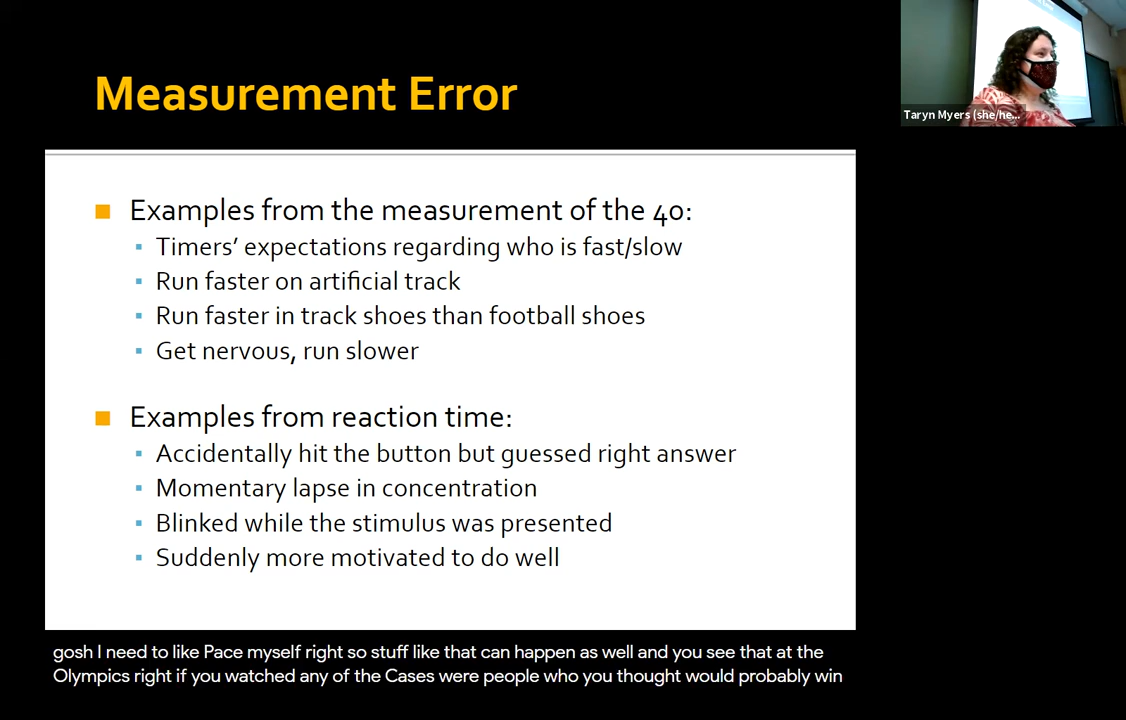 Measurement Error
Taryn Myers (she/he...
Examples from the measurement of the 40:
Timers' expectations regarding who is fast/slow
Run faster on artificial track
Run faster in track shoes than football shoes
Get nervous, run slower
Examples from reaction time:
Accidentally hit the button but guessed right answer
Momentary lapse in concentration
Blinked while the stimulus was presented
Suddenly more motivated to do well
gosh I need to like Pace myself right so stuff like that can happen as well and you see that at the
Olympics right if you watched any of the Cases were people who you thought would probably win